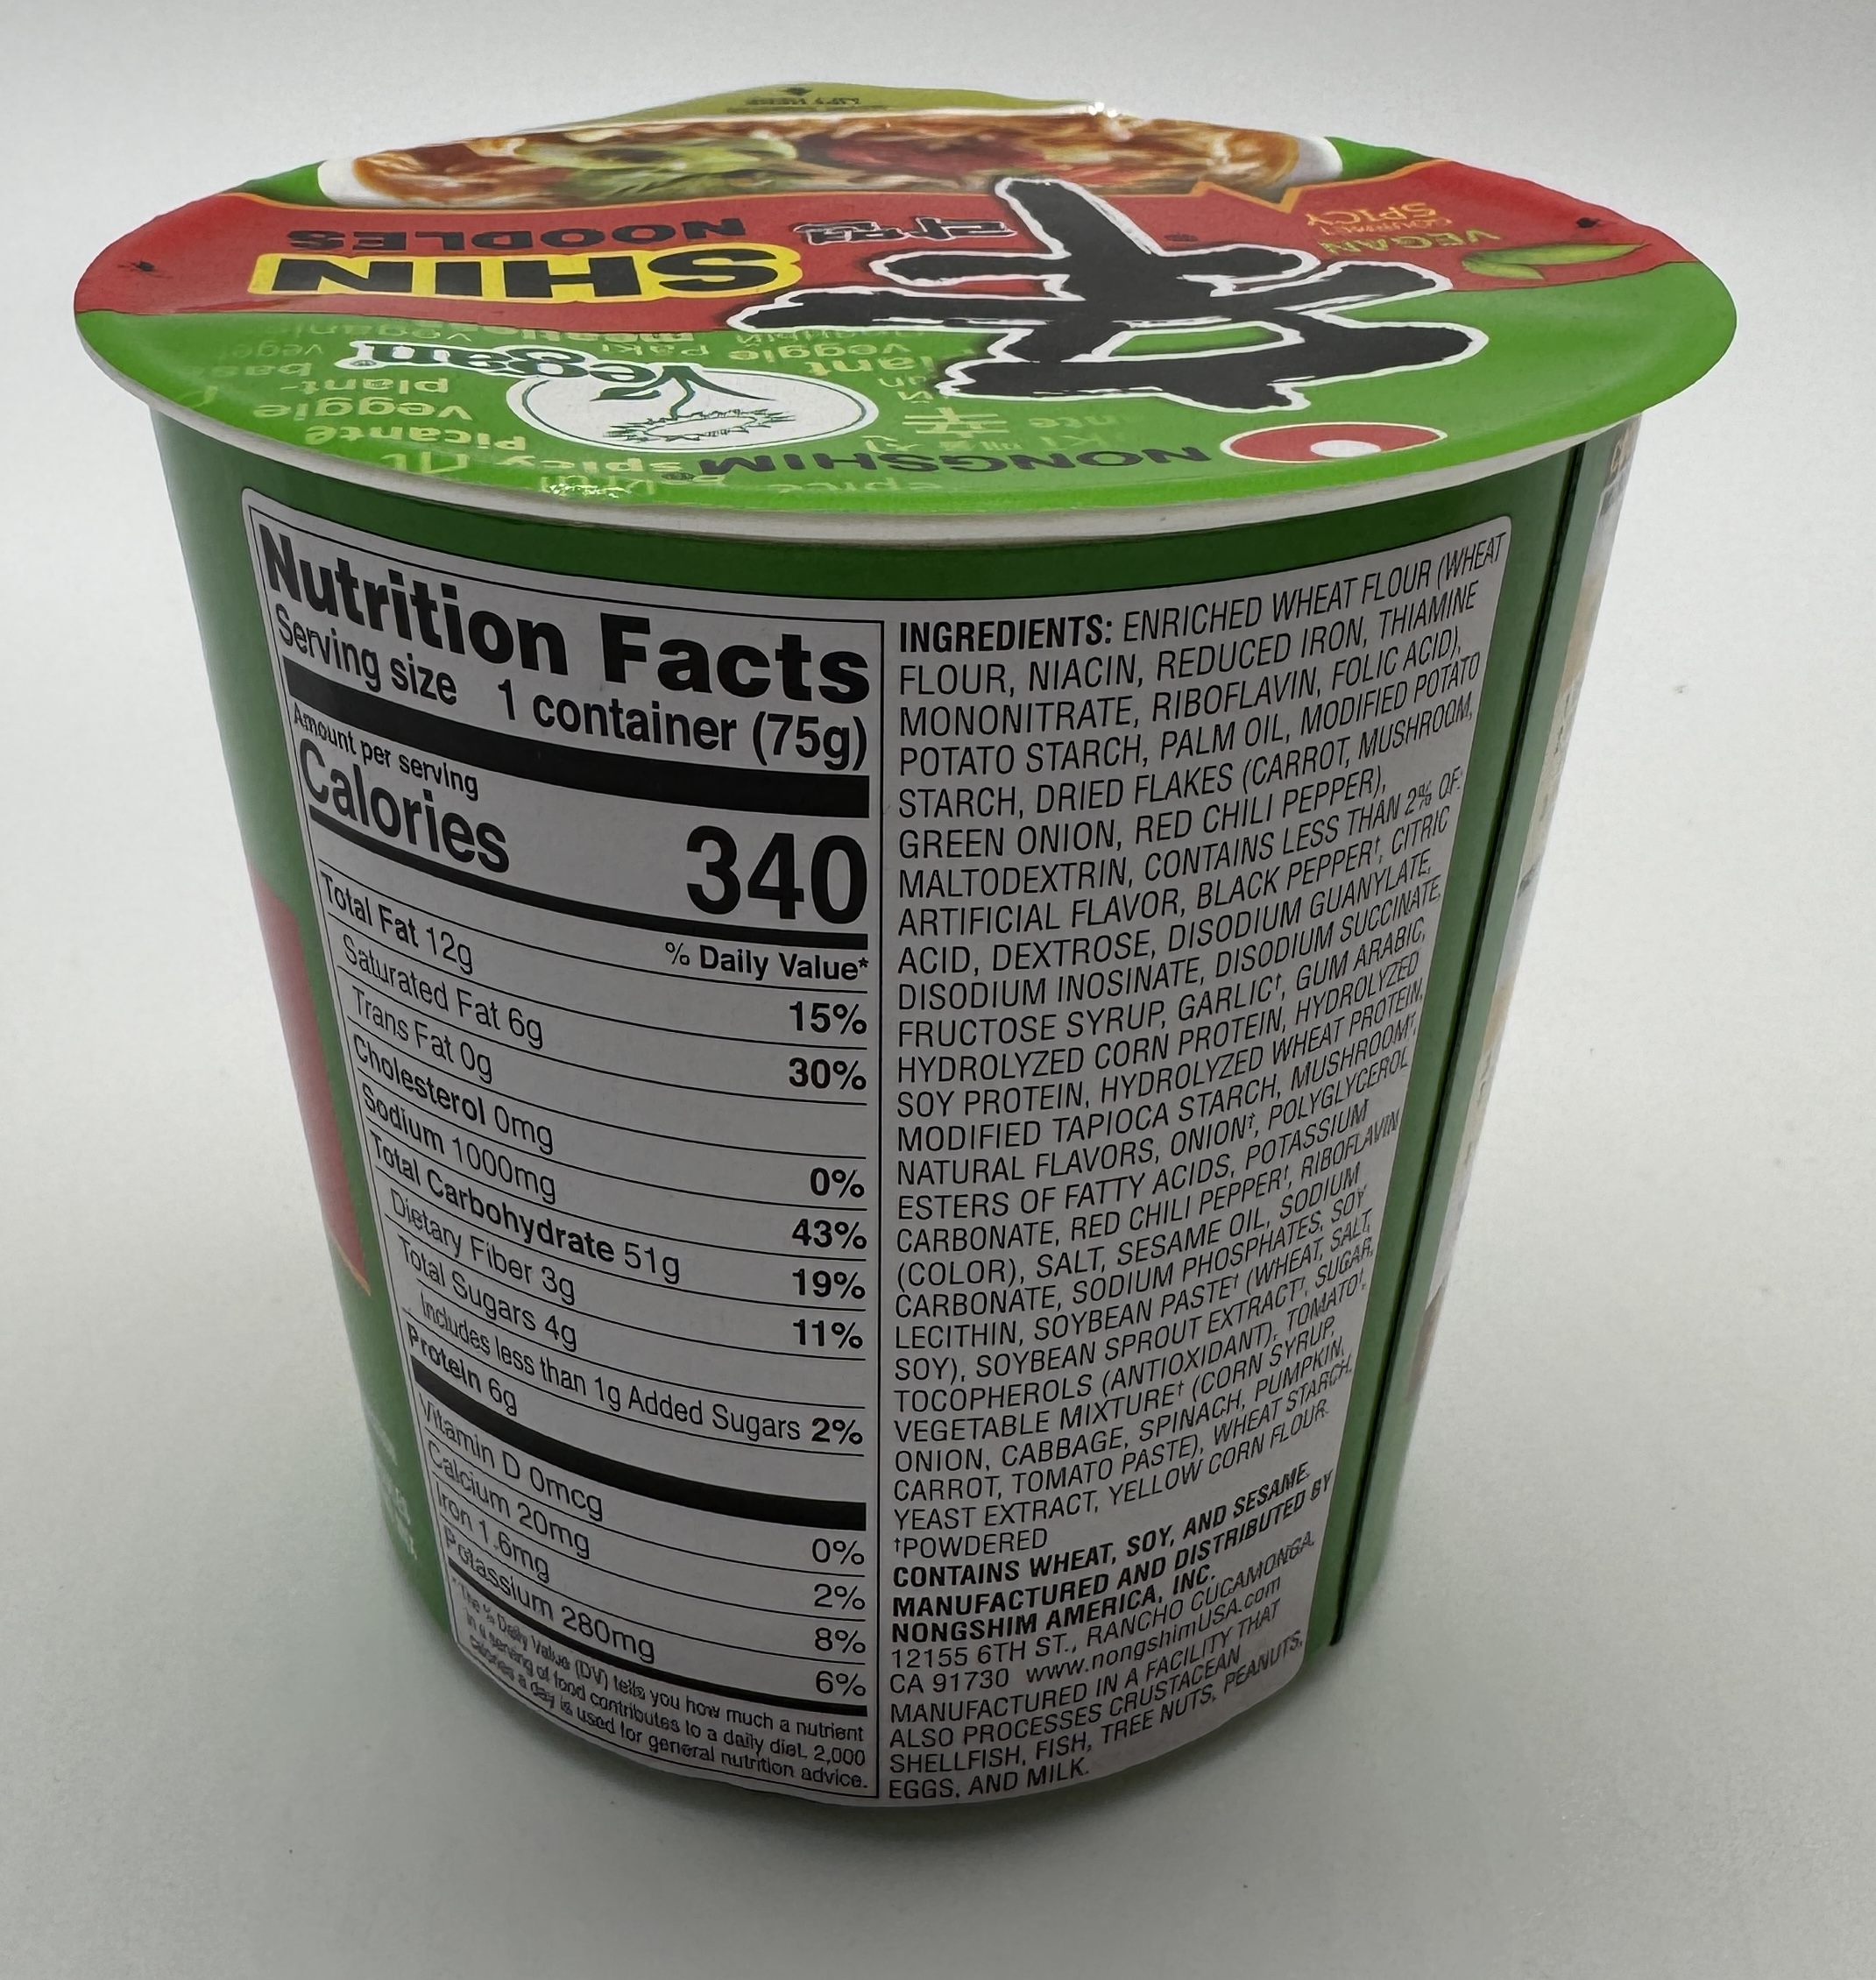 VEGAN
GOURMET
SPICY
辛
라면
SHIN
NOODLES
NONGSHIM
vegan
Picante
spicy
veggie
plant-
Nutrition Facts
Serving size 1 container (75g)
Amount per serving
Calories 340
% Daily Value*
Total Fat 12g 15%
Saturated Fat 6g 30%
Trans Fat 0g
Cholesterol 0mg 0%
Sodium 1000mg 43%
Total Carbohydrate 51g 19%
Dietary Fiber 3g 11%
Total Sugars 4g
Includes less than 1g Added Sugars 2%
Protein 6g
Vitamin D 0mcg 0%
Calcium 20mg 2%
Iron 1.6mg 8%
Potassium 280mg 6%
*The % Daily Value (DV) tells you how much a nutrient
in a serving of food contributes to a daily diet. 2,000
calories a day is used for general nutrition advice.
INGREDIENTS: ENRICHED WHEAT FLOUR (WHEAT
FLOUR, NIACIN, REDUCED IRON, THIAMINE
MONONITRATE, RIBOFLAVIN, FOLIC ACID),
POTATO STARCH, PALM OIL, MODIFIED POTATO
STARCH, DRIED FLAKES (CARROT, MUSHROOM,
GREEN ONION, RED CHILI PEPPER),
MALTODEXTRIN, CONTAINS LESS THAN 2% OF:
ARTIFICIAL FLAVOR, BLACK PEPPER†, CITRIC
ACID, DEXTROSE, DISODIUM GUANYLATE,
DISODIUM INOSINATE, DISODIUM SUCCINATE,
FRUCTOSE SYRUP, GARLIC†, GUM ARABIC,
HYDROLYZED CORN PROTEIN, HYDROLYZED
SOY PROTEIN, HYDROLYZED WHEAT PROTEIN,
MODIFIED TAPIOCA STARCH, MUSHROOM†,
NATURAL FLAVORS, ONION†, POLYGLYCEROL
ESTERS OF FATTY ACIDS, POTASSIUM
CARBONATE, RED CHILI PEPPER†, RIBOFLAVIN
(COLOR), SALT, SESAME OIL, SODIUM
CARBONATE, SODIUM PHOSPHATES, SOY
LECITHIN, SOYBEAN PASTE† (WHEAT, SALT,
SOY), SOYBEAN SPROUT EXTRACT†, SUGAR,
TOCOPHEROLS (ANTIOXIDANT), TOMATO†,
VEGETABLE MIXTURE† (CORN SYRUP,
ONION, CABBAGE, SPINACH, PUMPKIN,
CARROT, TOMATO PASTE), WHEAT STARCH,
YEAST EXTRACT, YELLOW CORN FLOUR.
†POWDERED
CONTAINS WHEAT, SOY, AND SESAME.
MANUFACTURED AND DISTRIBUTED BY
NONGSHIM AMERICA, INC.
12155 6TH ST., RANCHO CUCAMONGA,
CA 91730 www.nongshimUSA.com
MANUFACTURED IN A FACILITY THAT
ALSO PROCESSES CRUSTACEAN
SHELLFISH, FISH, TREE NUTS, PEANUTS,
EGGS, AND MILK.